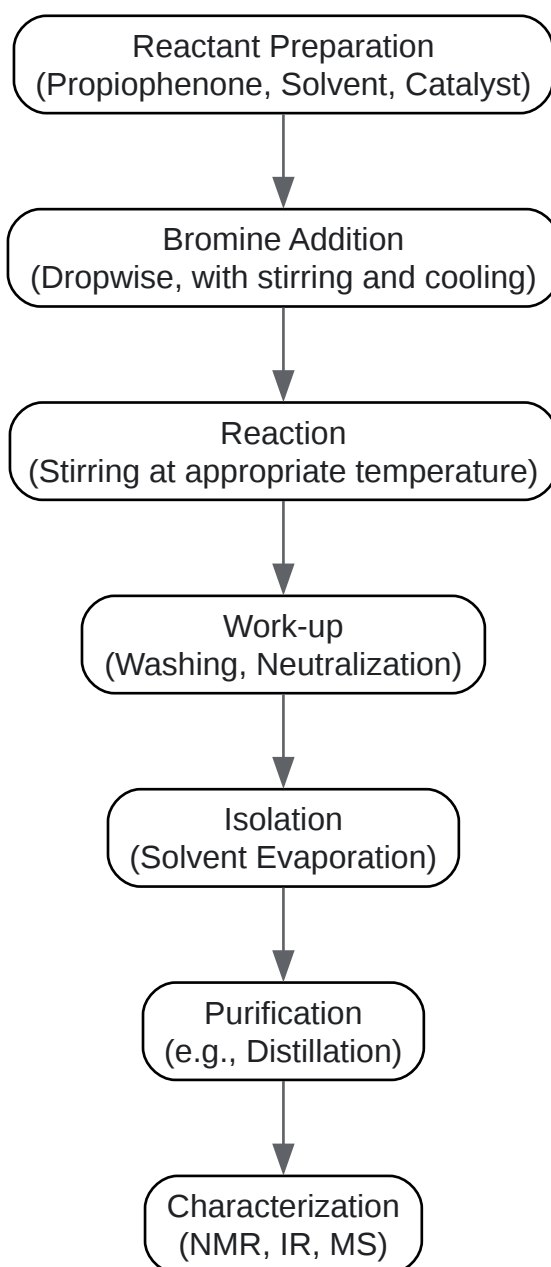 Reactant Preparation
(Propiophenone, Solvent, Catalyst)
Bromine Addition
(Dropwise, with stirring and cooling)
Reaction
(Stirring at appropriate temperature)
Work-up
(Washing, Neutralization)
Isolation
(Solvent Evaporation)
Purification
(e.g., Distillation)
Characterization
(NMR, IR, MS)